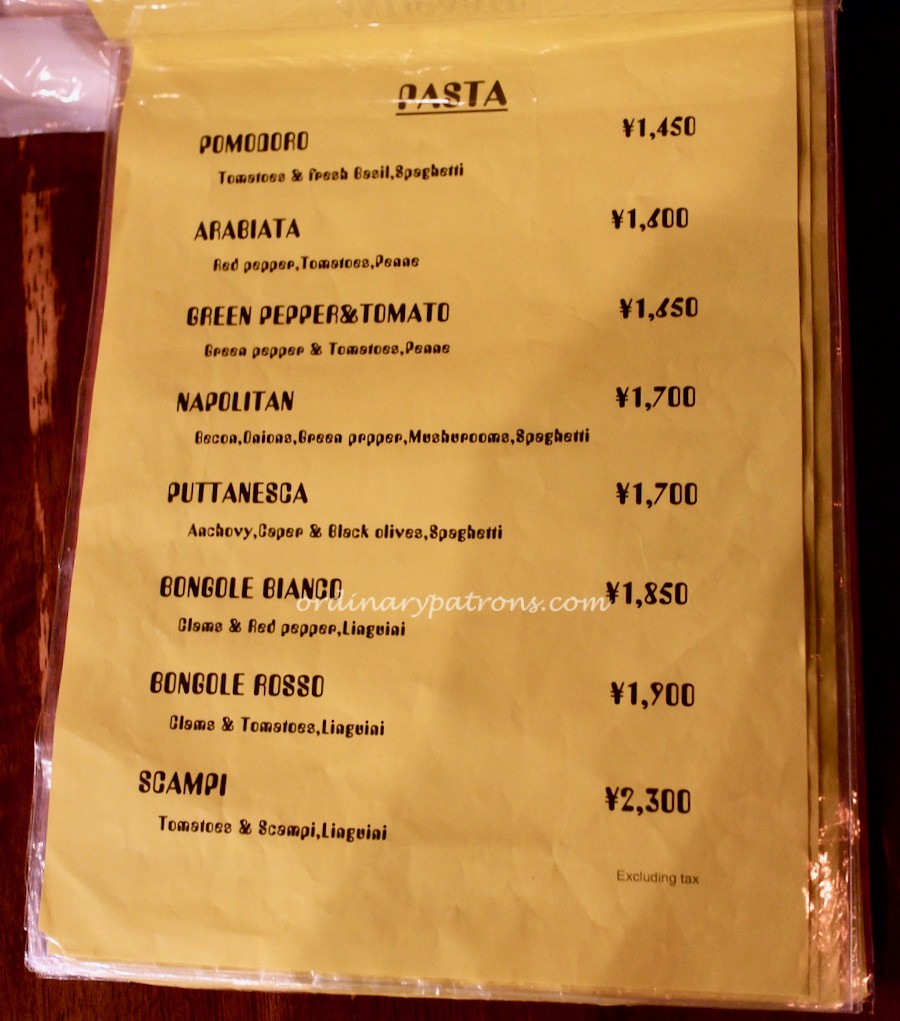 PASTA
POMODORO ¥1,450
Tomatoes & fresh Basil,Spaghetti
ARABIATA ¥1,600
Red pepper,Tomatoes,Penne
GREEN PEPPER&TOMATO ¥1,650
Green pepper & Tomatoes,Penne
NAPOLITAN ¥1,700
Bacon,Onions,Green prpper,Mushurooms,Spaghetti
PUTTANESCA ¥1,700
Anchovy,Caper & Black olives,Spaghetti
BONGOLE BIANCO ¥1,850
ordinarypatrons.com
Clams & Red pepper,Linguini
BONGOLE ROSSO ¥1,900
Clams & Tomatoes,Linguini
SCAMPI ¥2,300
Tomatoes & Scampi,Linguini
Excluding tax